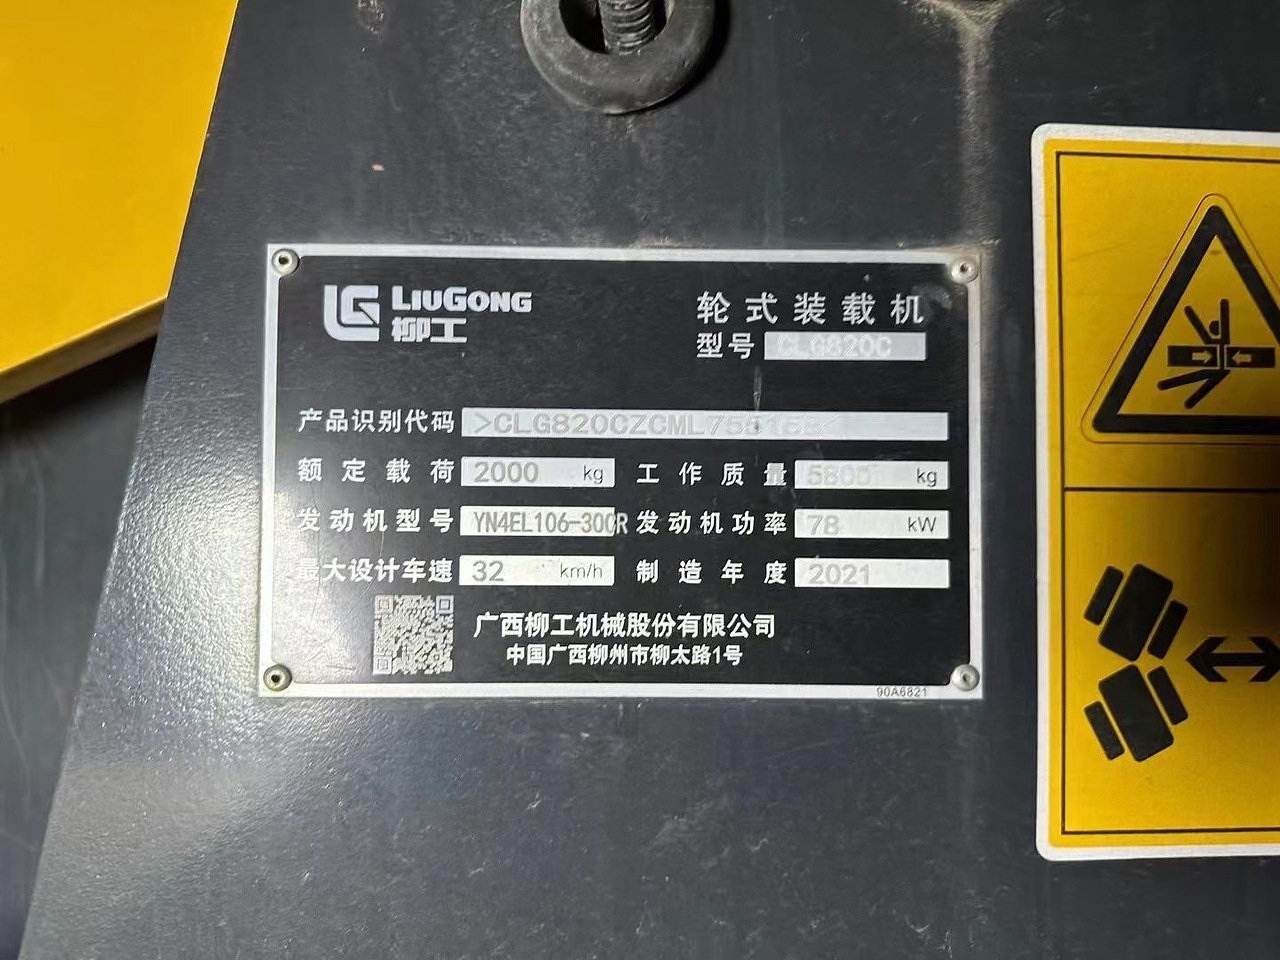 LG LIUGONG 柳工
轮式装载机
型号 CLG820C
产品识别代码 >CLG820CZCML
额定载荷 2000 kg 工作质量 5800 kg
发动机型号 YN4EL106-30CR 发动机功率 78 kW
最大设计车速 32 km/h 制造年度 2021
广西柳工机械股份有限公司
中国广西柳州市柳太路1号
90A6821